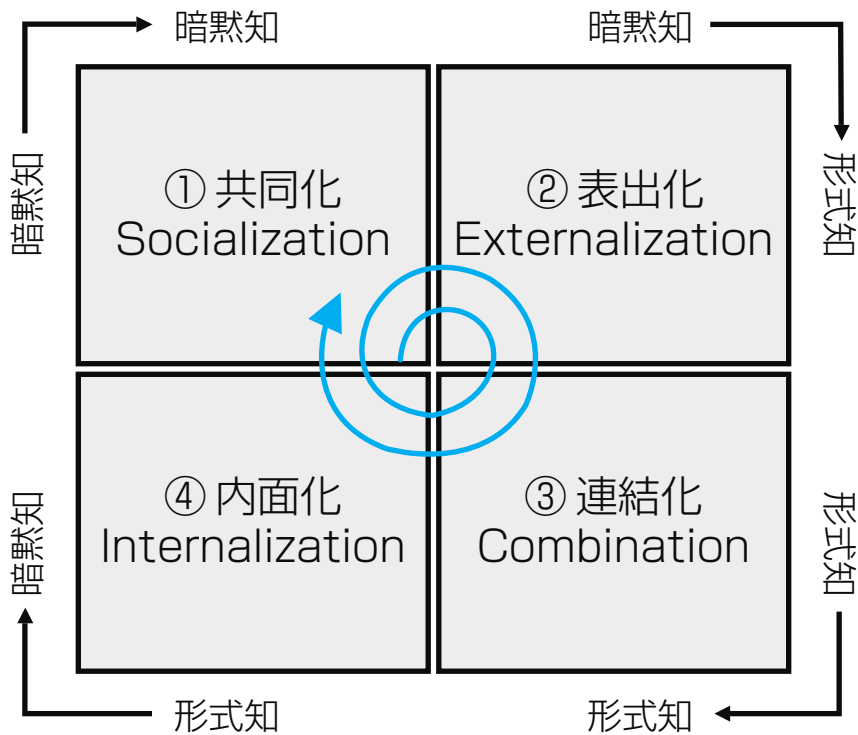 暗黙知
暗黙知
暗黙知
① 共同化
Socialization
② 表出化
Externalization
形式知
暗黙知
④ 内面化
Internalization
③ 連結化
Combination
形式知
形式知
形式知